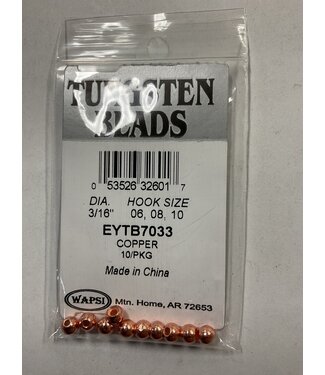 TUNGSTEN
BEADS
0 53526 32601 7
DIA. HOOK SIZE
3/16" 06, 08, 10
EYTB7033
COPPER
10/PKG
Made in China
WAPSI Mtn. Home, AR 72653